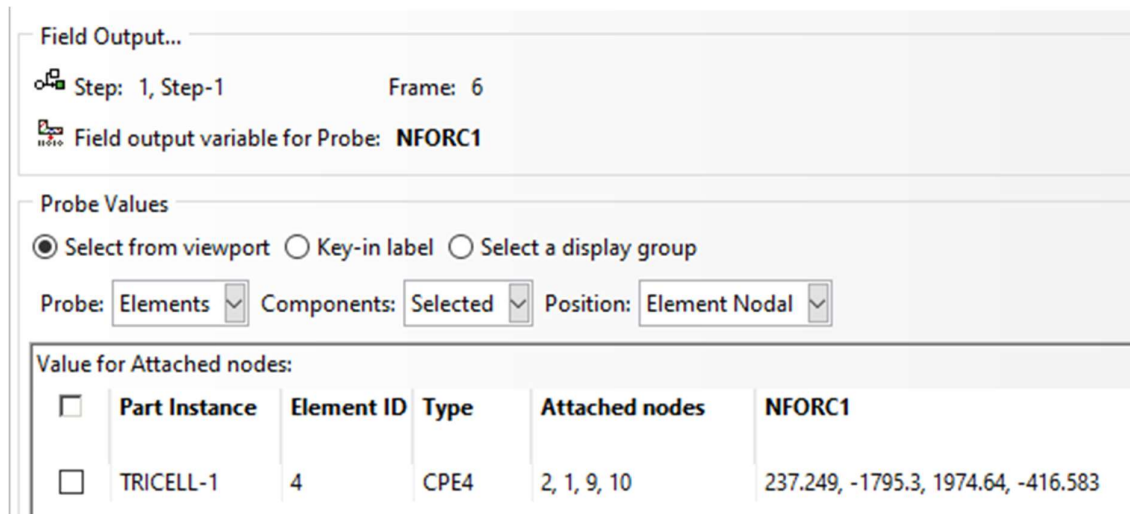 Field Output...
Step: 1, Step-1 Frame: 6
Field output variable for Probe: NFORC1
Probe Values
Select from viewport Key-in label Select a display group
Probe: Elements Components: Selected Position: Element Nodal
Value for Attached nodes:
Part Instance Element ID Type Attached nodes NFORC1
TRICELL-1 4 CPE4 2, 1, 9, 10 237.249, -1795.3, 1974.64, -416.583